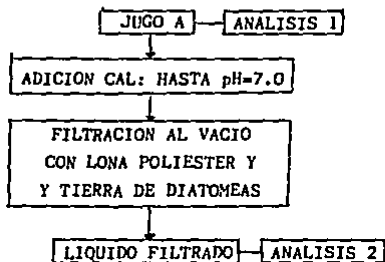 JUGO A
ANALISIS 1
ADICION CAL: HASTA pH=7.0
FILTRACION AL VACIO
CON LONA POLIESTER Y
Y TIERRA DE DIATOMEAS
LIQUIDO FILTRADO
ANALISIS 2